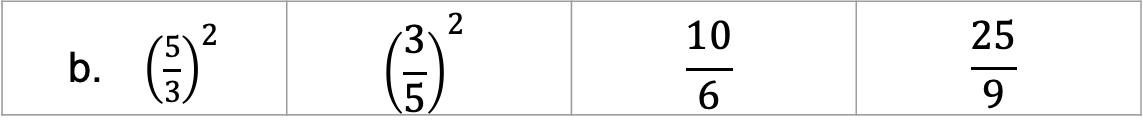 b. (5/3)² (3/5)² 10/6 25/9